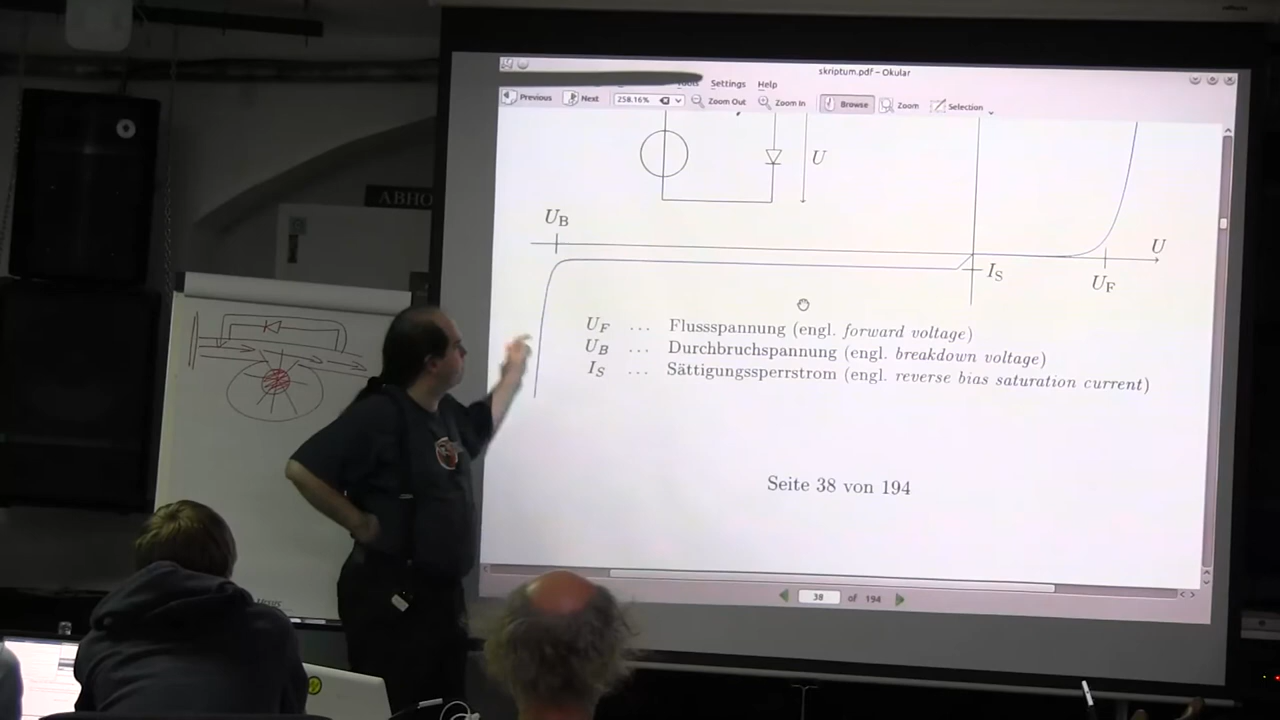 skriptum.pdf – Okular
Settings Help
Previous Next 258.16% Zoom Out Zoom In Browse Zoom Selection
U
U_B
U
I_S
U_F
U_F ... Flussspannung (engl. forward voltage)
U_B ... Durchbruchspannung (engl. breakdown voltage)
I_S ... Sättigungssperrstrom (engl. reverse bias saturation current)
Seite 38 von 194
38 of 194
ABHO